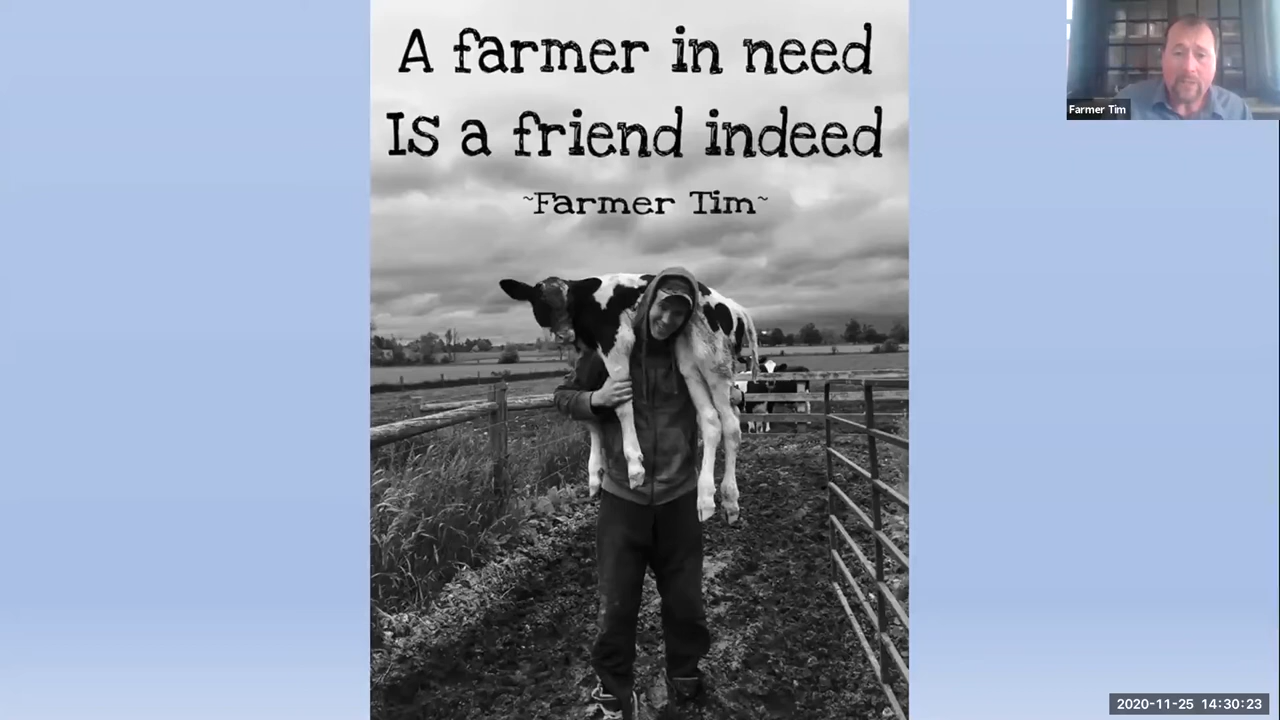 A farmer in need
Is a friend indeed
~Farmer Tim~
Farmer Tim
2020-11-25 14:30:23